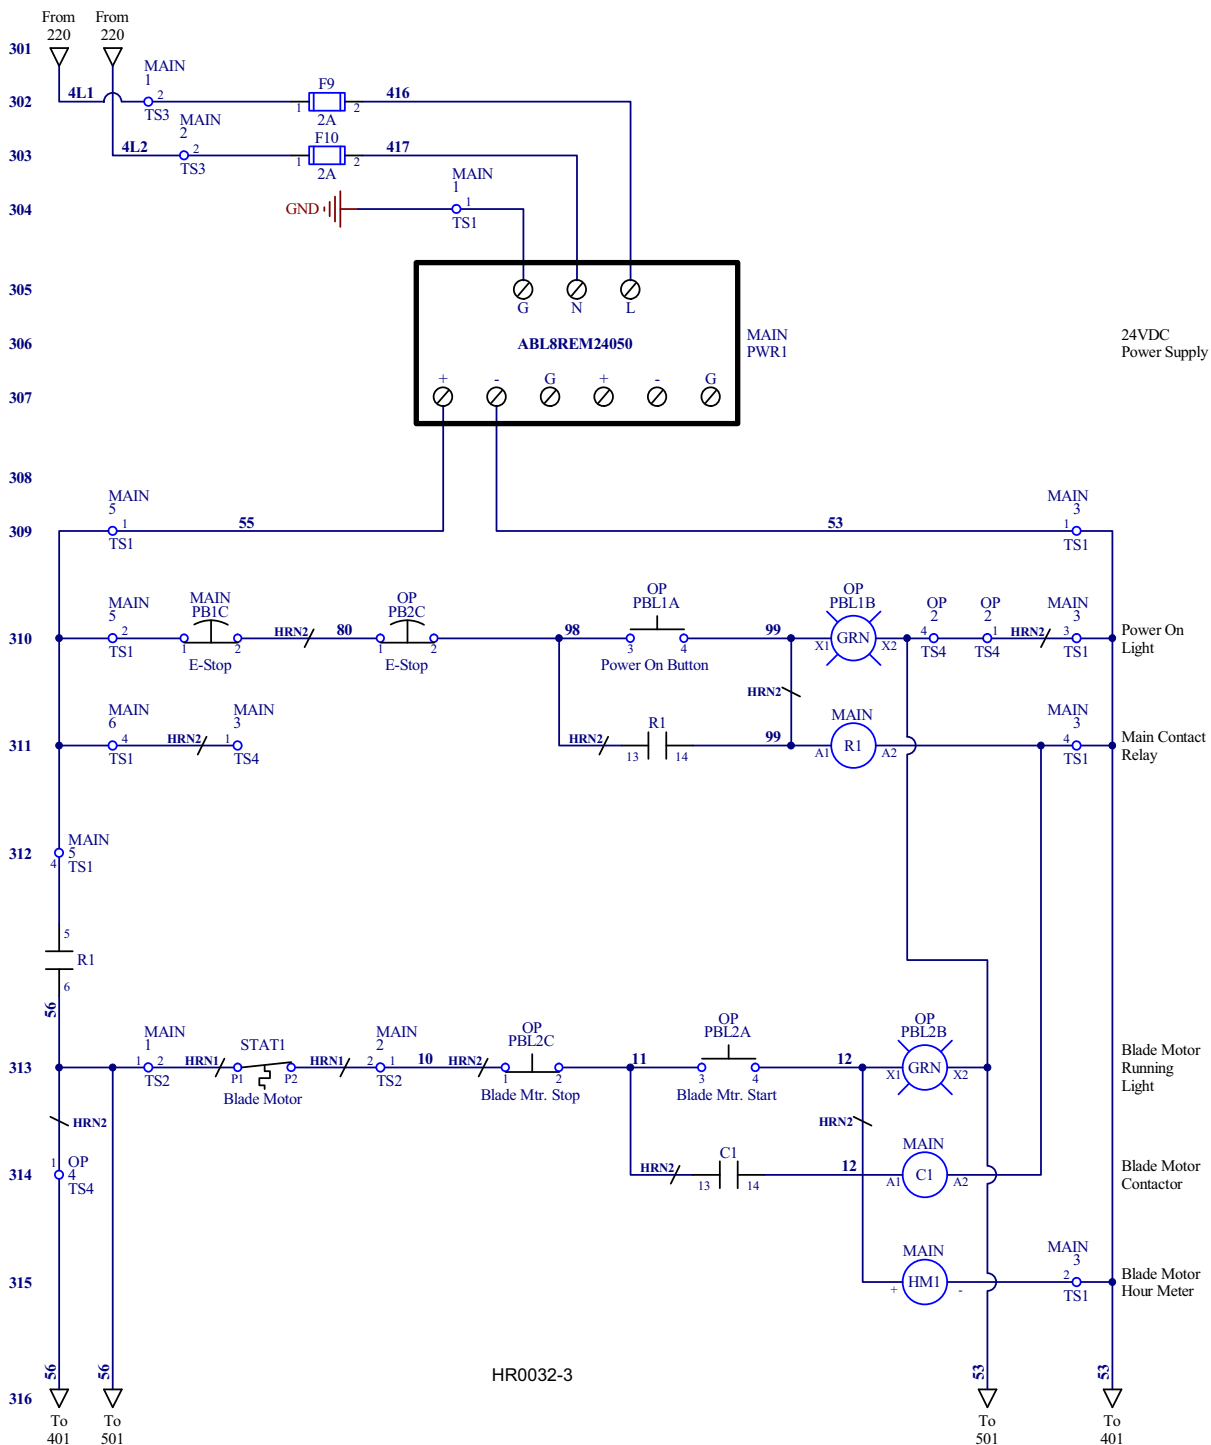 From From
220 220
301
MAIN
1
4L1 2 F9 416
302 1 2
TS3 2A
MAIN
2
4L2 2 F10 417
303 1 2
TS3 2A
MAIN
1
304 GND 1
TS1
305
G N L
306 ABL8REM24050 MAIN
PWR1
24VDC
Power Supply
+ - G + - G
307
308
MAIN MAIN
5 3
309 1 55 53 1
TS1 TS1
MAIN MAIN OP OP OP OP OP MAIN
5 PB1C PB2C PBL1A PBL1B 2 2 3
310 2 HRN2 80 98 99 GRN 4 1 HRN2 3 Power On
TS1 1 2 1 2 3 4 X1 X2 TS4 TS4 TS1 Light
E-Stop E-Stop Power On Button
HRN2
MAIN MAIN R1 MAIN MAIN
6 3 3
311 4 HRN2 1 HRN2 99 R1 4 Main Contact
TS1 TS4 13 14 A1 A2 TS1 Relay
MAIN
312 5
4 TS1
5
R1
6
56
MAIN MAIN OP OP OP
1 STAT1 2 PBL2C PBL2A PBL2B
313 1 2 HRN1 HRN1 2 1 10 HRN2 11 12 GRN
TS2 P1 P2 TS2 1 2 3 4 X1 X2
Blade Motor Blade Mtr. Stop Blade Mtr. Start
Blade Motor
Running
Light
HRN2 HRN2
OP C1 MAIN
314 1 4 HRN2 12 C1 Blade Motor
TS4 13 14 A1 A2 Contactor
MAIN MAIN
3
315 HM1 2 Blade Motor
+ - TS1 Hour Meter
56 56 HR0032-3 53 53
316
To To To To
401 501 501 401